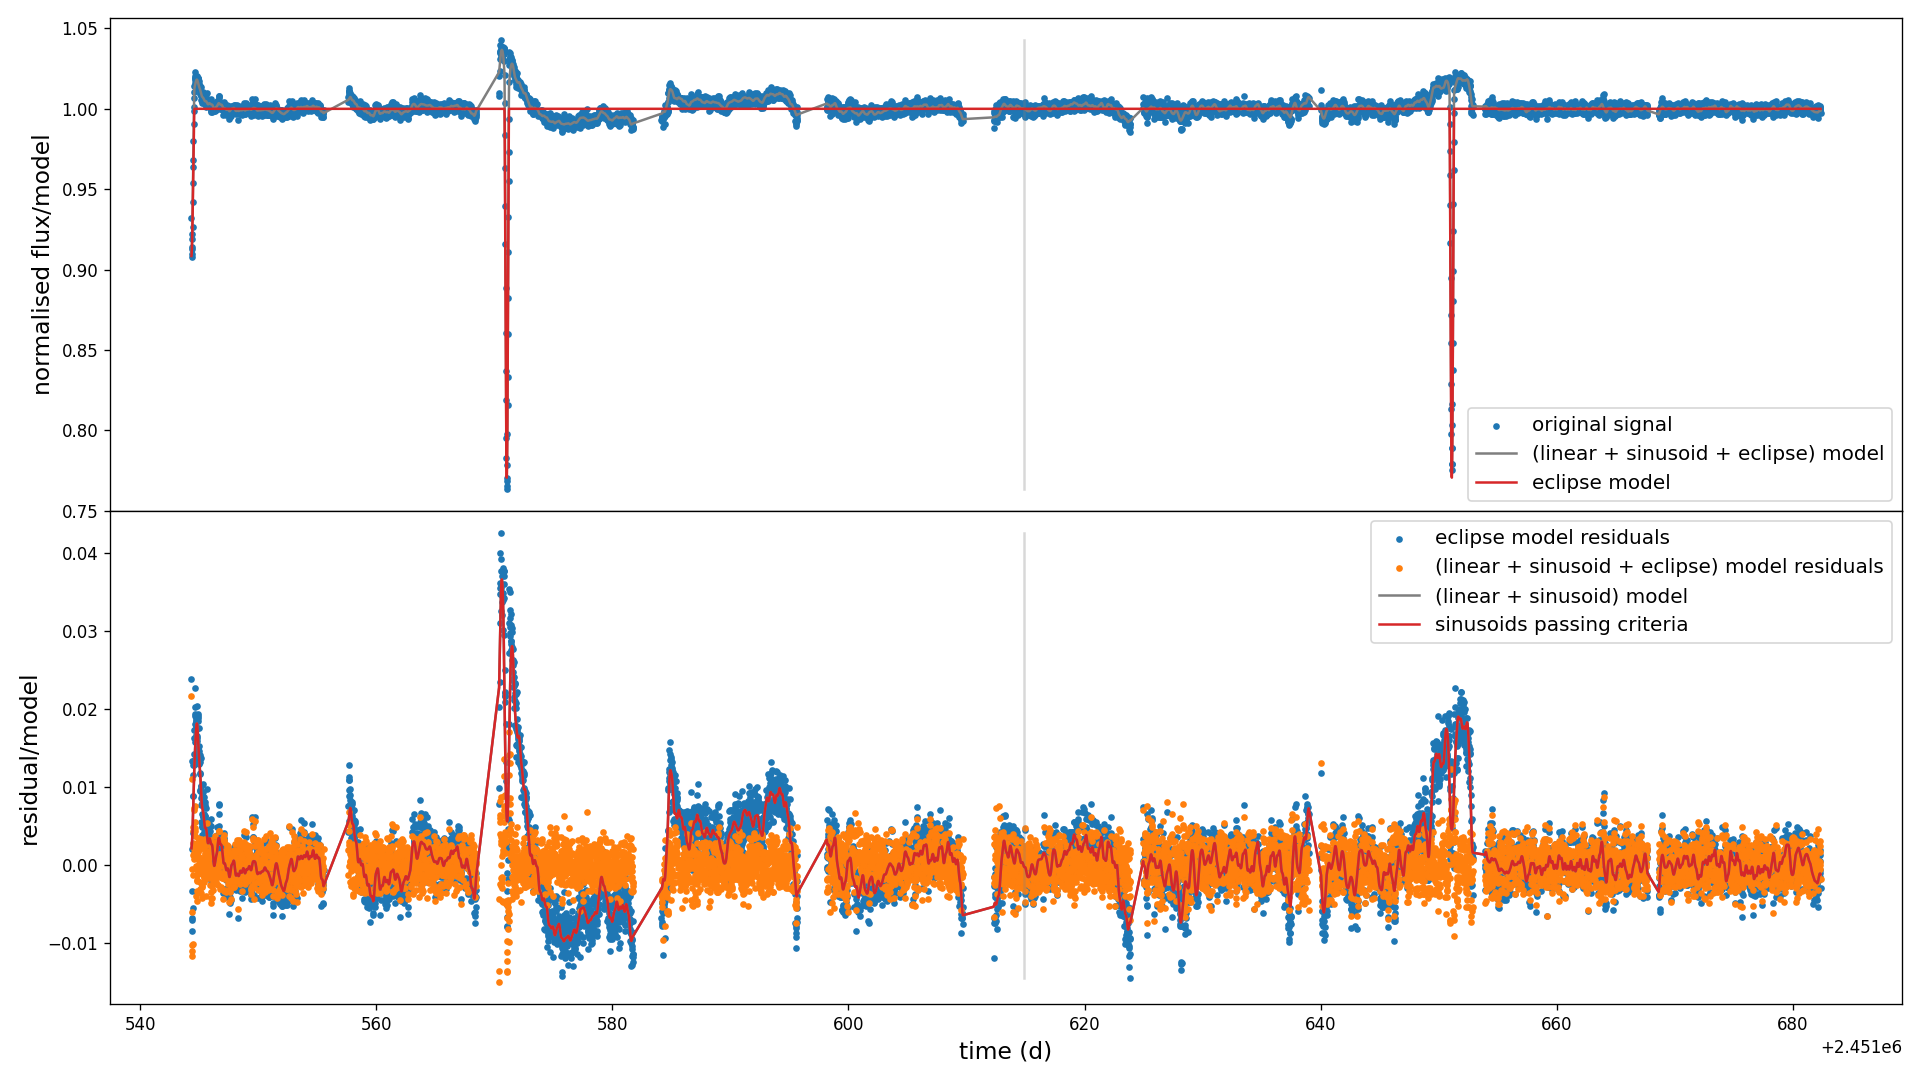 1.05
1.00
0.95
0.90
0.85
0.80
0.75
normalised flux/model
original signal
(linear + sinusoid + eclipse) model
eclipse model
0.04
0.03
0.02
0.01
0.00
−0.01
residual/model
eclipse model residuals
(linear + sinusoid + eclipse) model residuals
(linear + sinusoid) model
sinusoids passing criteria
540 560 580 600 620 640 660 680
+2.451e6
time (d)